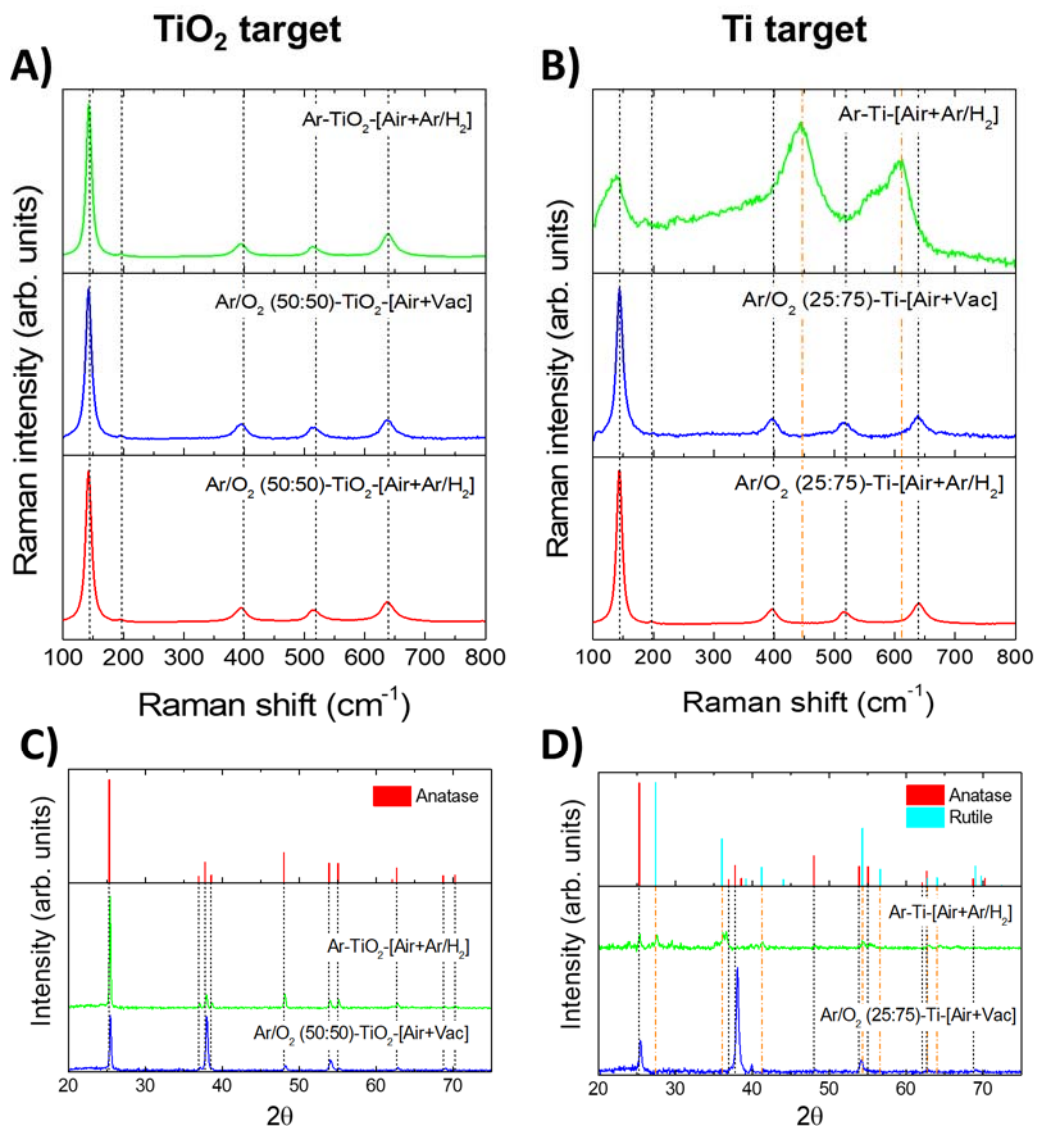 TiO₂ target
Ti target
A)
B)
Raman intensity (arb. units)
Ar-TiO₂-[Air+Ar/H₂]
Ar/O₂ (50:50)-TiO₂-[Air+Vac]
Ar/O₂ (50:50)-TiO₂-[Air+Ar/H₂]
100 200 300 400 500 600 700 800
Raman shift (cm⁻¹)
Raman intensity (arb. units)
Ar-Ti-[Air+Ar/H₂]
Ar/O₂ (25:75)-Ti-[Air+Vac]
Ar/O₂ (25:75)-Ti-[Air+Ar/H₂]
100 200 300 400 500 600 700 800
Raman shift (cm⁻¹)
C)
Intensity (arb. units)
Anatase
Ar-TiO₂-[Air+Ar/H₂]
Ar/O₂ (50:50)-TiO₂-[Air+Vac]
20 30 40 50 60 70
2θ
D)
Intensity (arb. units)
Anatase
Rutile
Ar-Ti-[Air+Ar/H₂]
Ar/O₂ (25:75)-Ti-[Air+Vac]
20 30 40 50 60 70
2θ